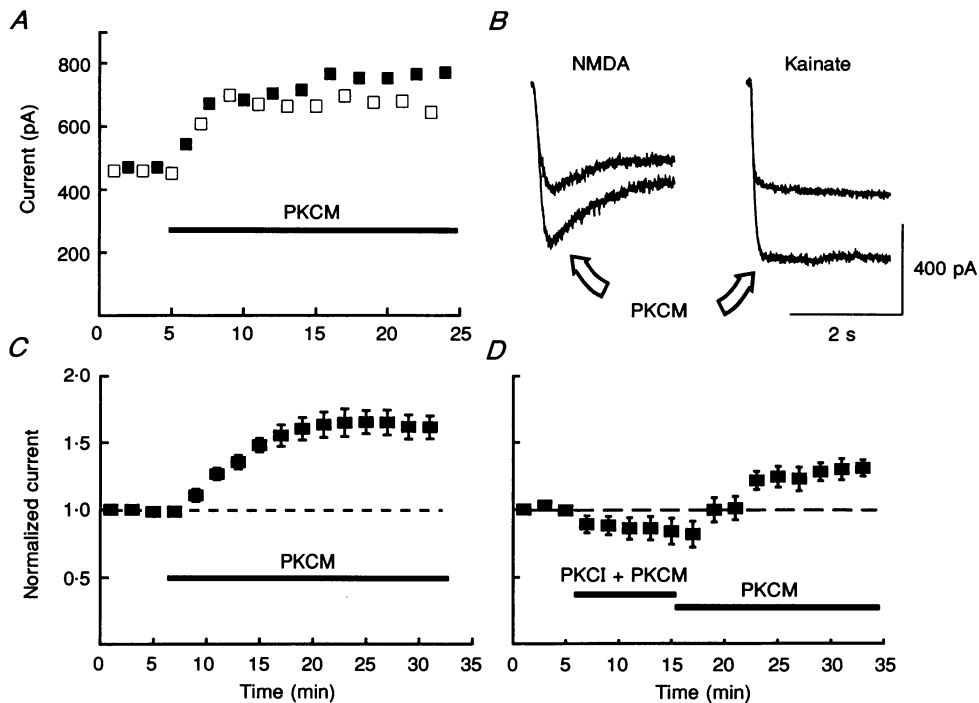 A
Current (pA)
800
600
400
200
PKCM
0 5 10 15 20 25
B
NMDA
Kainate
PKCM
400 pA
2 s
C
Normalized current
2·0
1·5
1·0
0·5
0
PKCM
0 5 10 15 20 25 30 35
Time (min)
D
PKCI + PKCM
PKCM
0 5 10 15 20 25 30 35
Time (min)